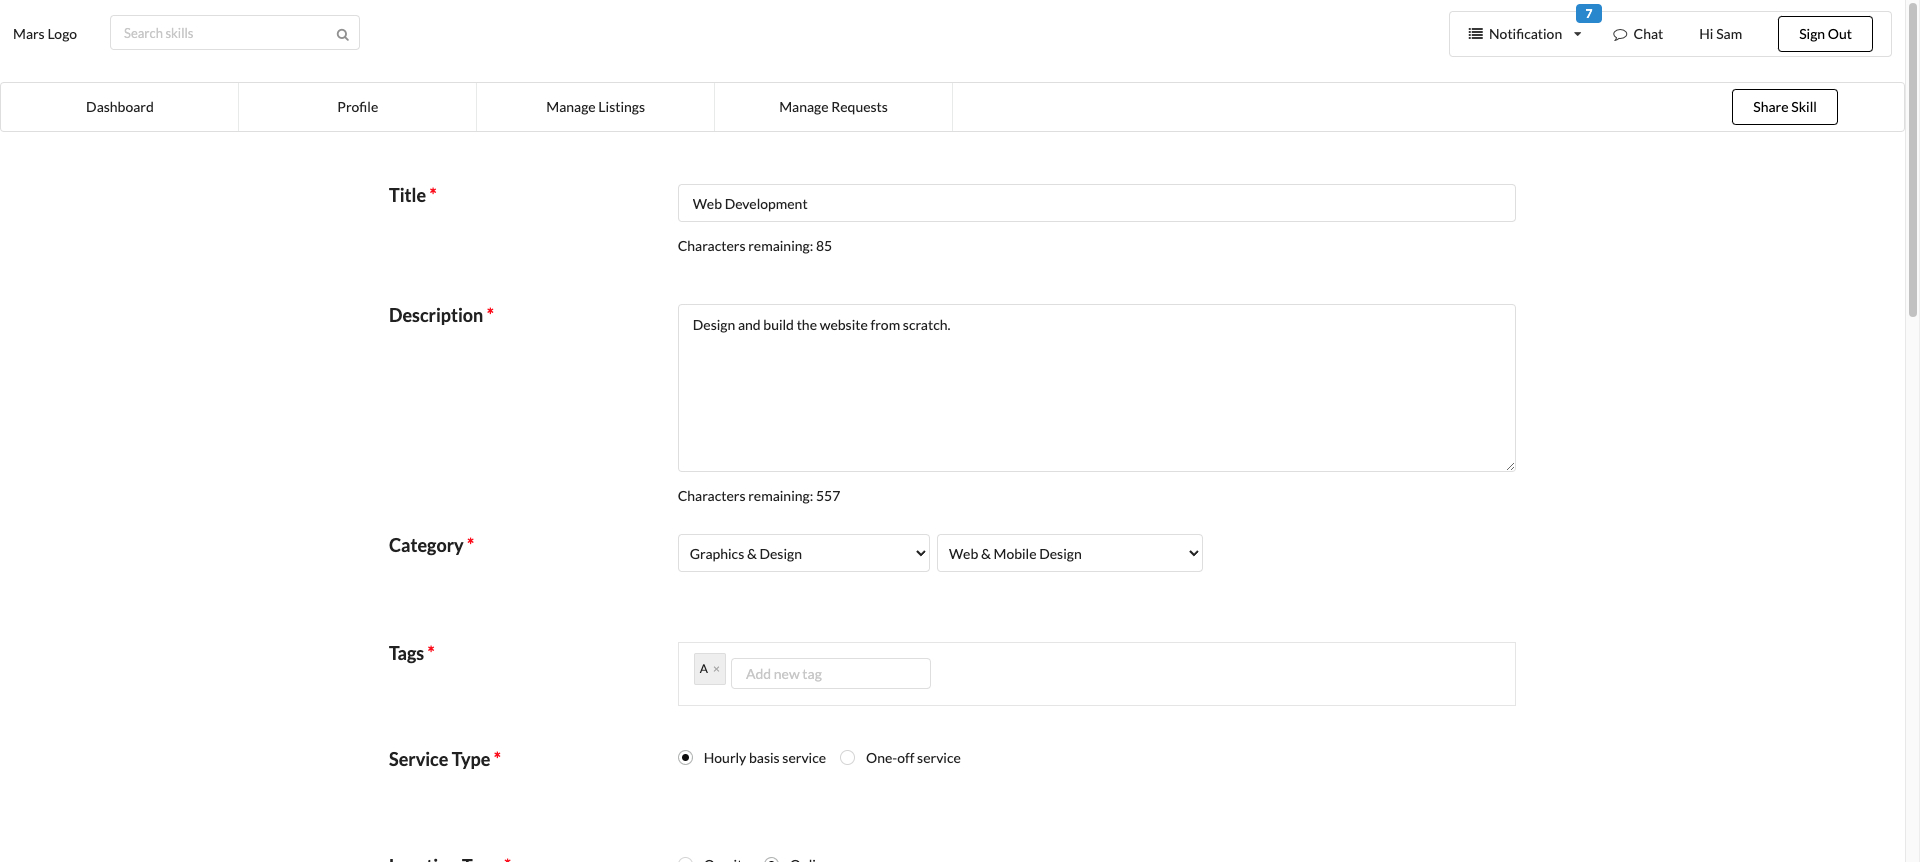 Mars Logo
Search skills
7
Notification
Chat
Hi Sam
Sign Out
Dashboard
Profile
Manage Listings
Manage Requests
Share Skill
Title *
Web Development
Characters remaining: 85
Description *
Design and build the website from scratch.
Characters remaining: 557
Category *
Graphics & Design
Web & Mobile Design
Tags *
A ×
Add new tag
Service Type *
Hourly basis service
One-off service